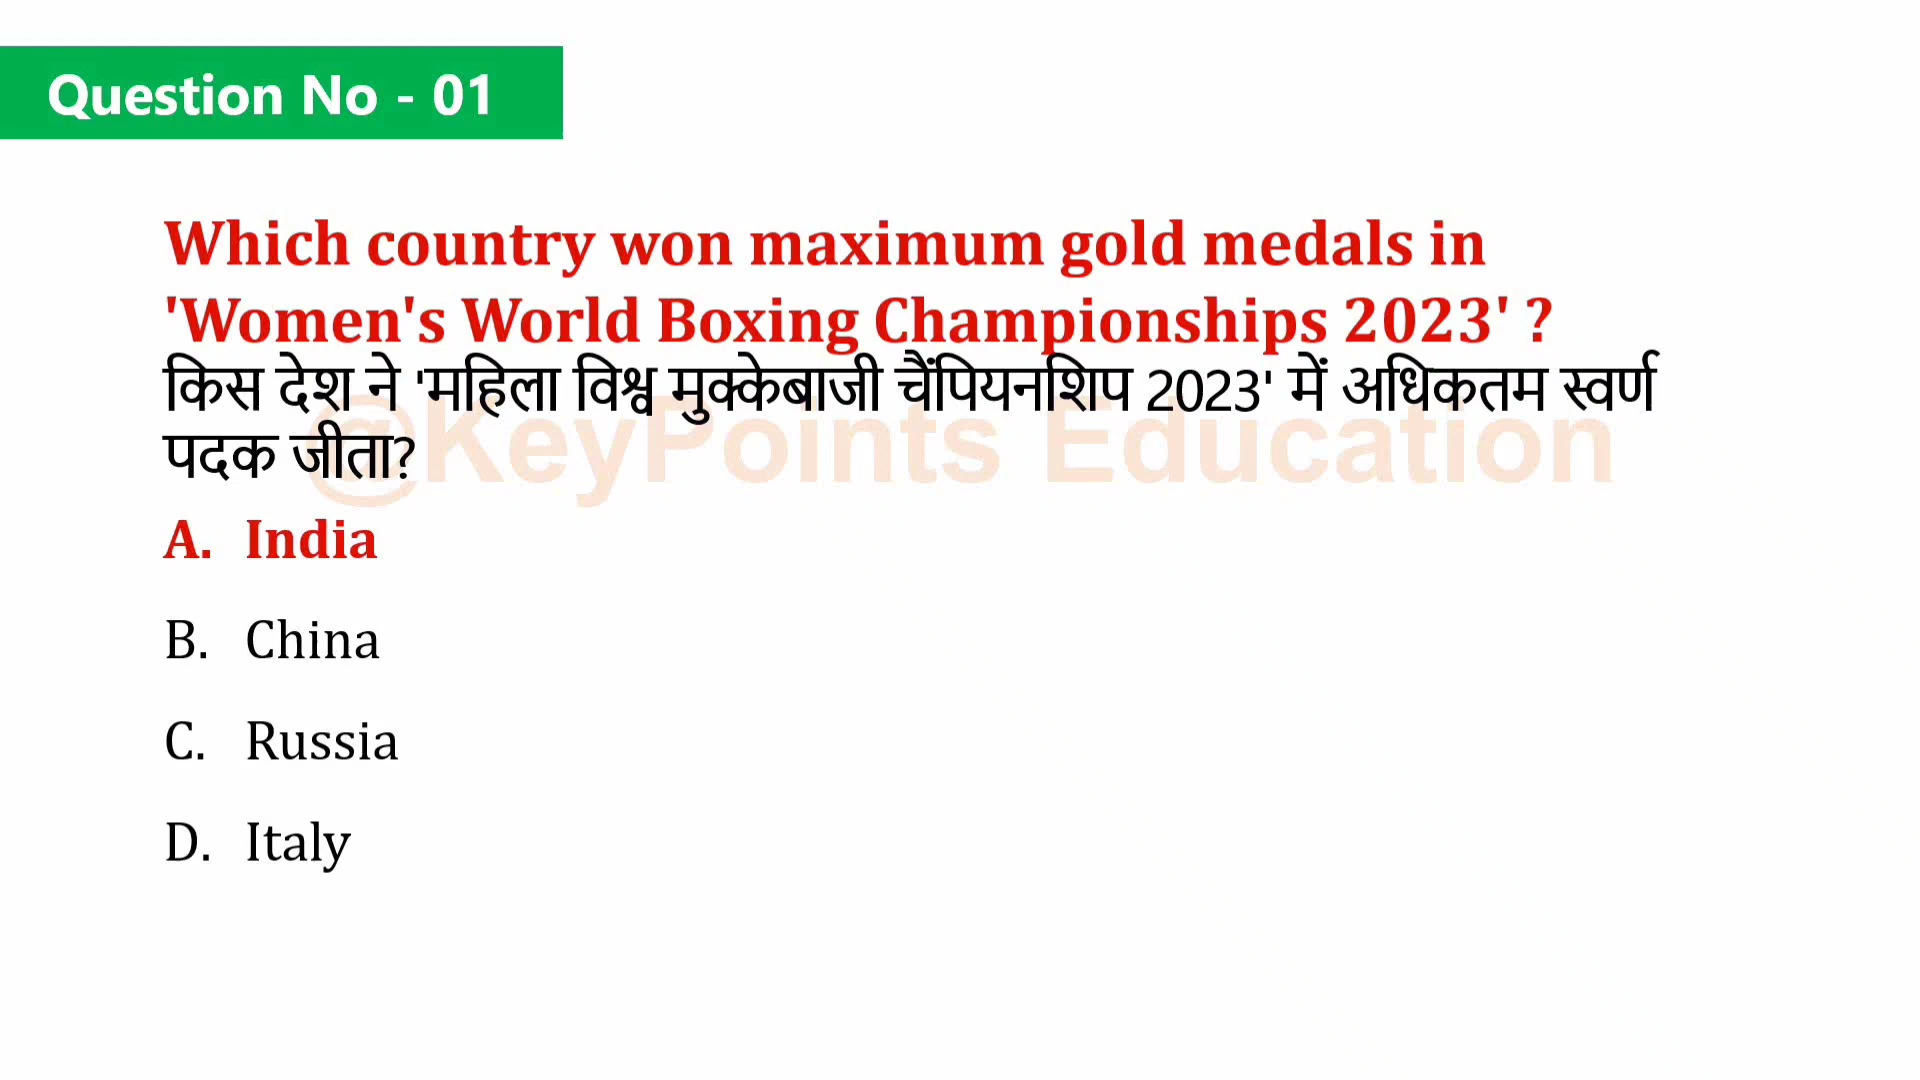 Question No - 01
Which country won maximum gold medals in
'Women's World Boxing Championships 2023' ?
किस देश ने 'महिला विश्व मुक्केबाजी चैंपियनशिप 2023' में अधिकतम स्वर्ण
पदक जीता?
@KeyPoints Education
A. India
B. China
C. Russia
D. Italy